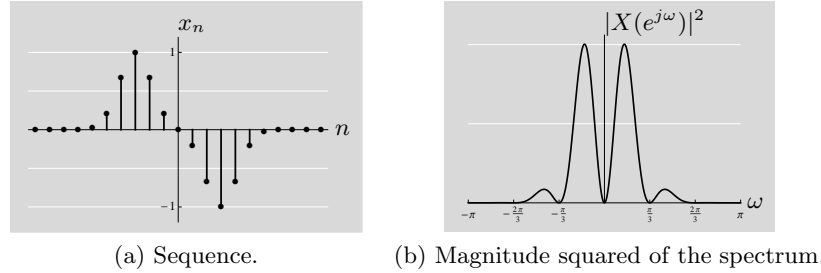 x_n
1
n
-1
(a) Sequence.
|X(e^{jω})|^2
ω
-π
-2π/3
-π/3
π/3
2π/3
π
(b) Magnitude squared of the spectrum